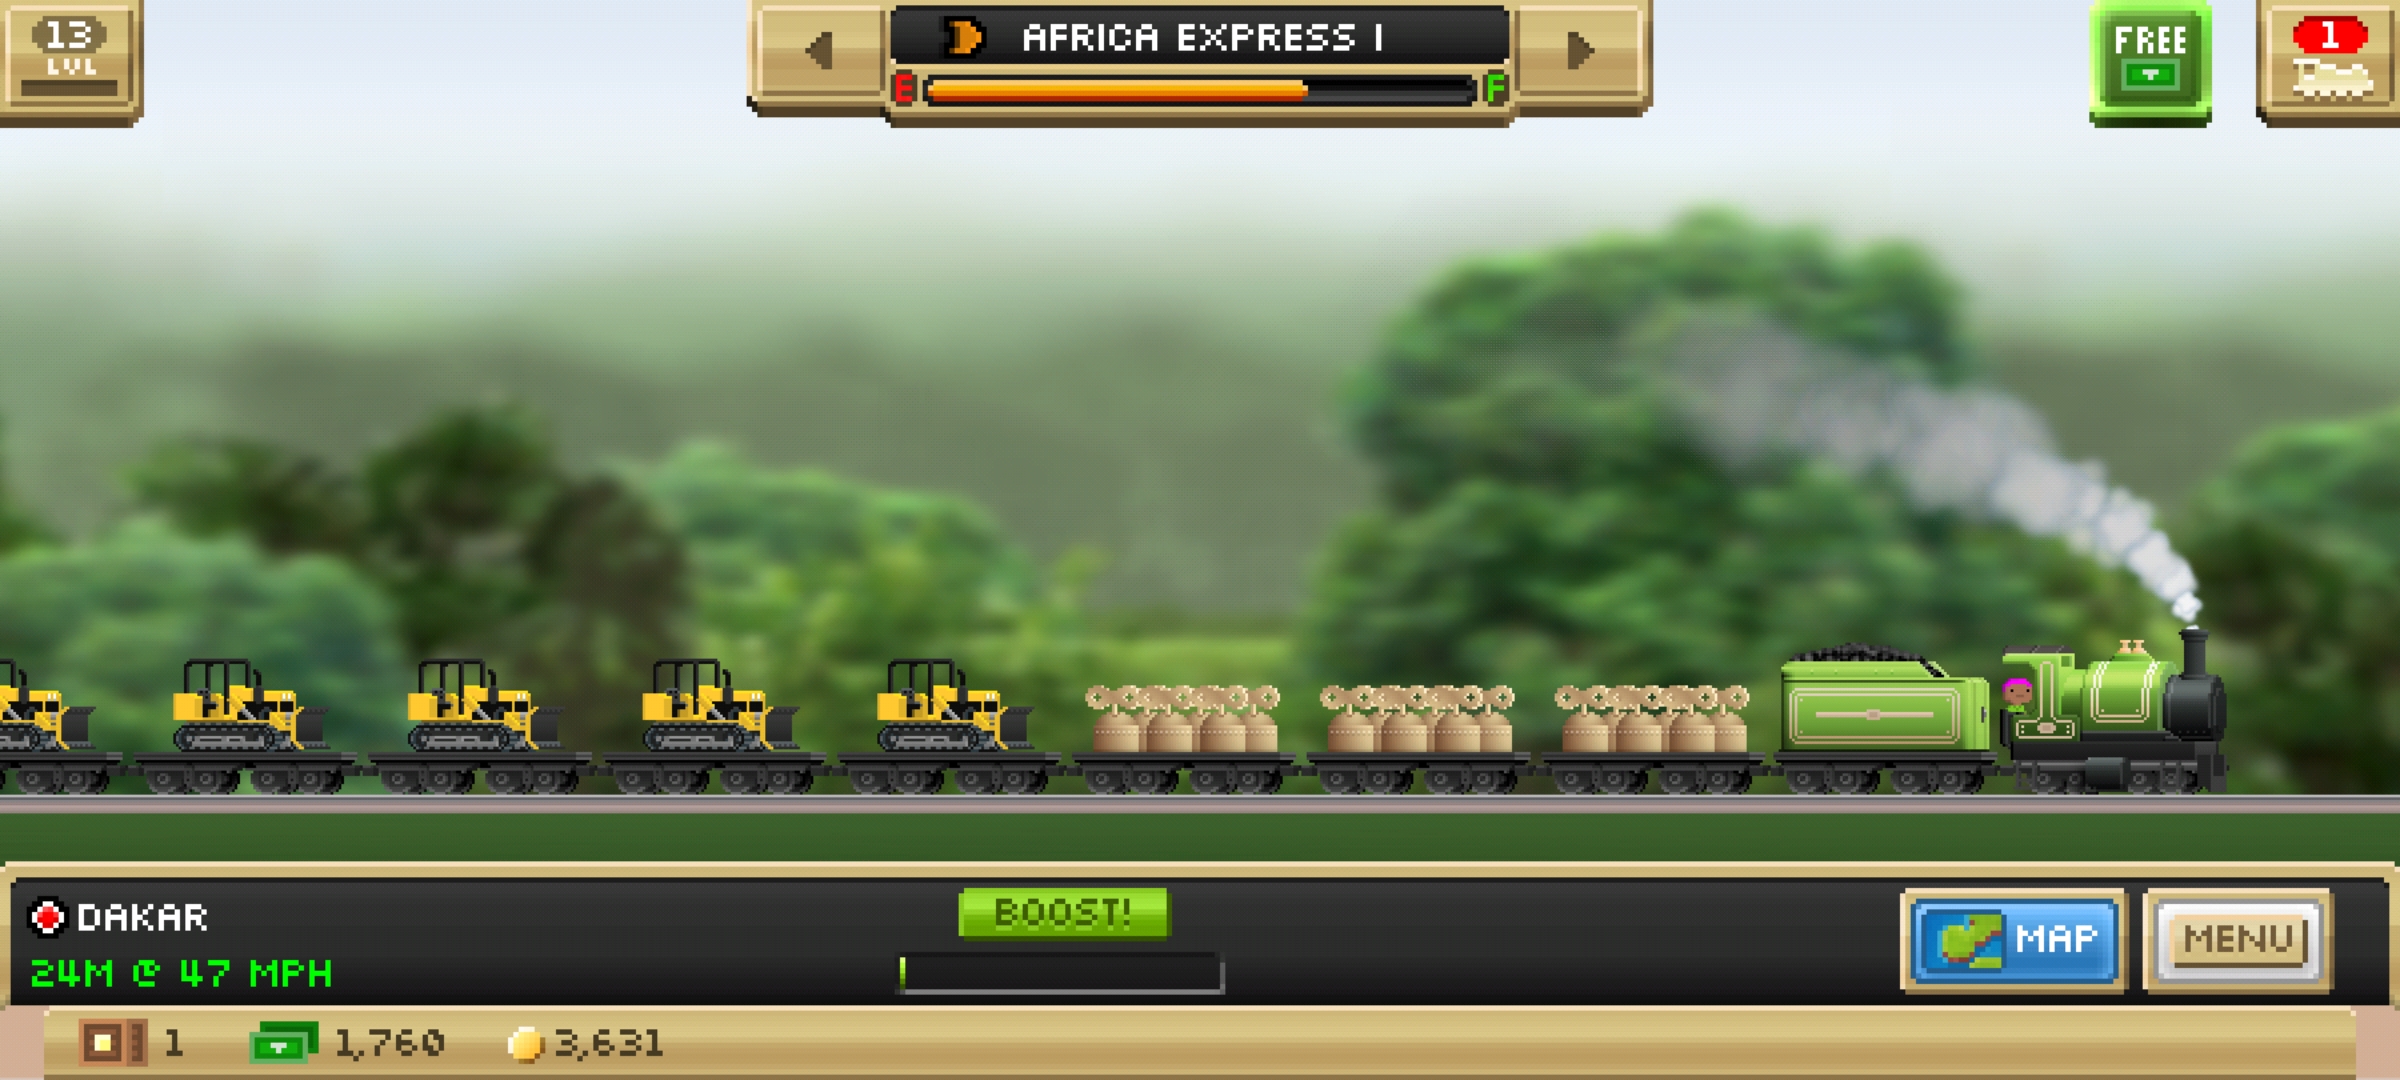 13
LVL
AFRICA EXPRESS I
E F
FREE
1
DAKAR
24M @ 47 MPH
BOOST!
MAP
MENU
1 1,760 3,631